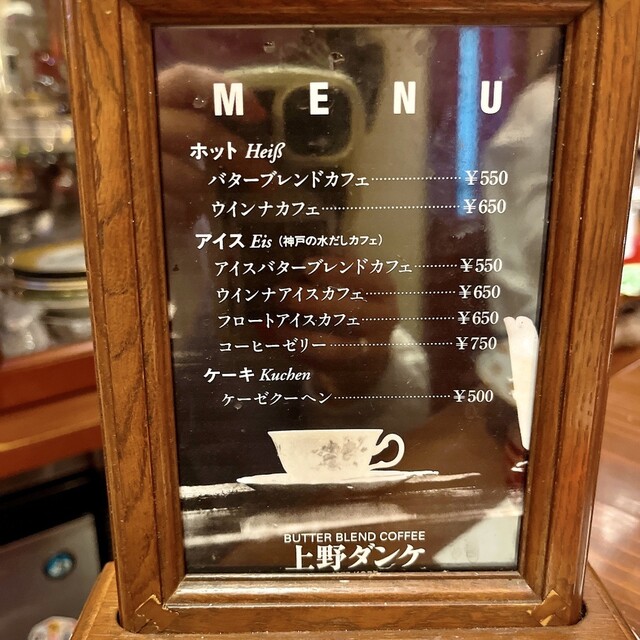 MENU
ホット Heiß
バターブレンドカフェ………………¥550
ウインナカフェ………………………¥650
アイス Eis（神戸の水だしカフェ）
アイスバターブレンドカフェ………¥550
ウインナアイスカフェ………………¥650
フロートアイスカフェ………………¥650
コーヒーゼリー………………………¥750
ケーキ Kuchen
ケーゼクーヘン………………………¥500
BUTTER BLEND COFFEE
上野ダンケ